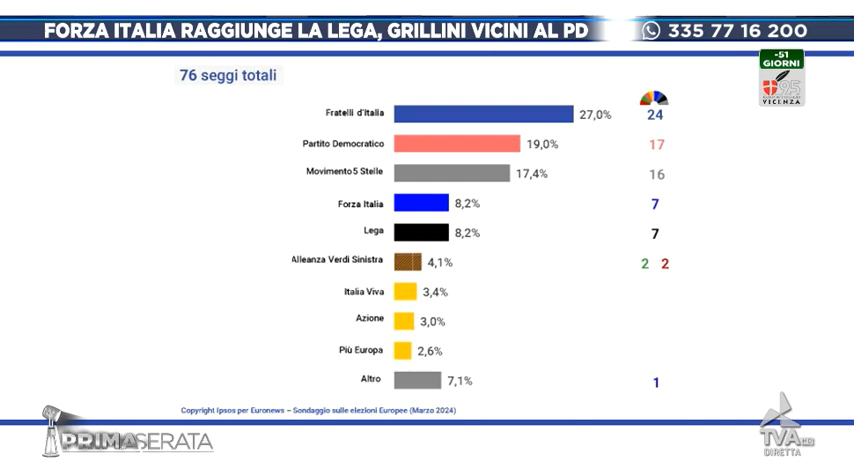 FORZA ITALIA RAGGIUNGE LA LEGA, GRILLINI VICINI AL PD
335 77 16 200
-51
GIORNI
95
VICENZA
76 seggi totali
Fratelli d'Italia 27,0% 24
Partito Democratico 19,0% 17
Movimento 5 Stelle 17,4% 16
Forza Italia 8,2% 7
Lega 8,2% 7
Alleanza Verdi Sinistra 4,1% 2 2
Italia Viva 3,4%
Azione 3,0%
Più Europa 2,6%
Altro 7,1% 1
Copyright Ipsos per Euronews – Sondaggio sulle elezioni Europee (Marzo 2024)
PRIMASERATA
TVA
DIRETTA